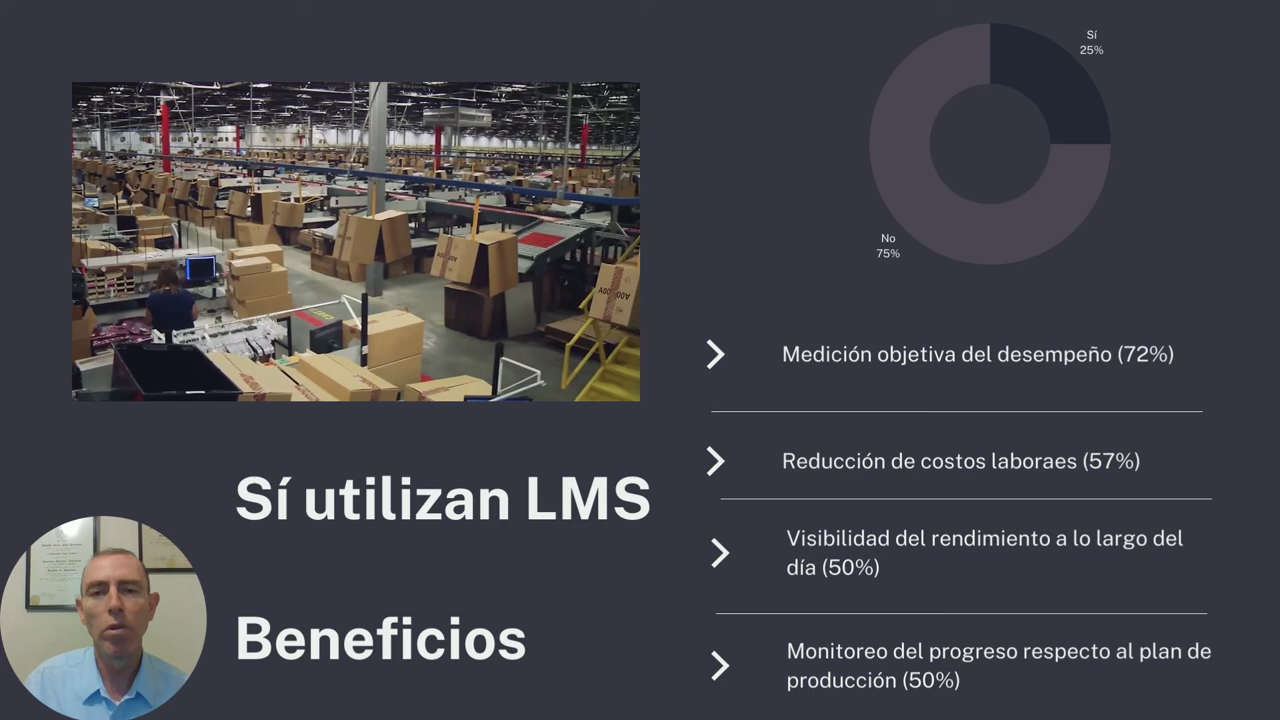 Sí
25%
No
75%
Medición objetiva del desempeño (72%)
Reducción de costos laboraes (57%)
Visibilidad del rendimiento a lo largo del
día (50%)
Monitoreo del progreso respecto al plan de
producción (50%)
Sí utilizan LMS
Beneficios